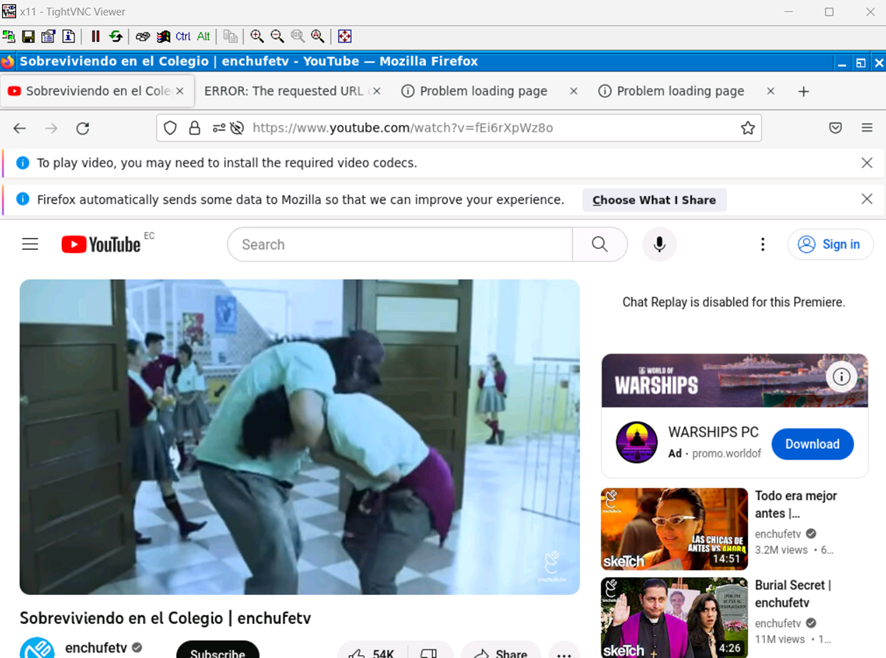 x11 - TightVNC Viewer
Ctrl Alt
Sobreviviendo en el Colegio | enchufetv - YouTube — Mozilla Firefox
Sobreviviendo en el Cole
ERROR: The requested URL
Problem loading page
Problem loading page
https://www.youtube.com/watch?v=fEi6rXpWz8o
To play video, you may need to install the required video codecs.
Firefox automatically sends some data to Mozilla so that we can improve your experience.
Choose What I Share
YouTube EC
Search
Sign in
Chat Replay is disabled for this Premiere.
WORLD OF
WARSHIPS
WARSHIPS PC
Ad · promo.worldof
Download
Todo era mejor
antes |...
enchufetv
3.2M views • 6...
LAS CHICAS DE
ANTES VS AHORA
skeTch
14:51
Burial Secret |
enchufetv
enchufetv
11M views • 1...
skeTch
4:26
Sobreviviendo en el Colegio | enchufetv
enchufetv
Subscribe
54K
Share